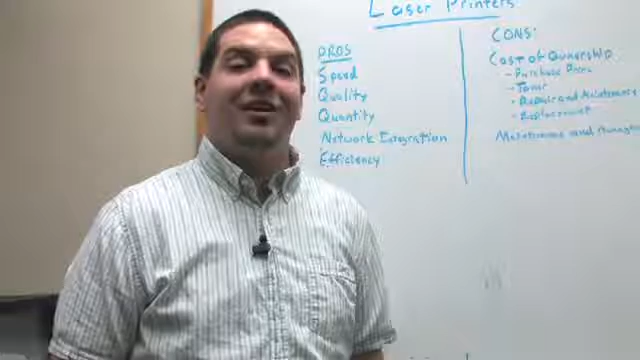 Laser Printers
PROS
Speed
Quality
Quantity
Network Integration
Efficiency
CONS:
Cost of Ownership
- Purchase Price
- Toner
• Repair and Maintenance
- Replacement
Maintenance and